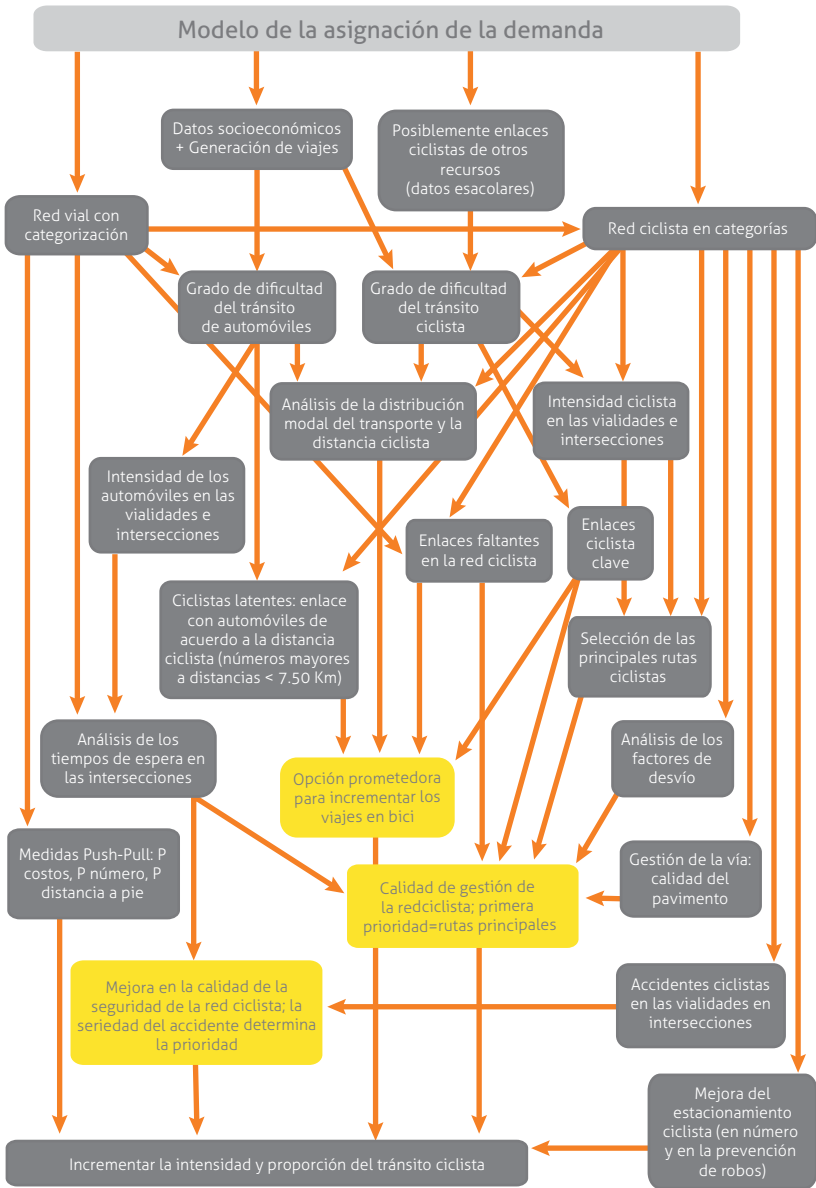 Modelo de la asignación de la demanda
Datos socioeconómicos
+ Generación de viajes
Posiblemente enlaces
ciclistas de otros
recursos
(datos esacolares)
Red vial con
categorización
Red ciclista en categorías
Grado de dificultad
del tránsito
de automóviles
Grado de dificultad
del tránsito
ciclista
Análisis de la distribución
modal del transporte y la
distancia ciclista
Intensidad ciclista
en las vialidades e
intersecciones
Intensidad de los
automóviles en las
vialidades e
intersecciones
Enlaces faltantes
en la red ciclista
Enlaces
ciclista
clave
Ciclistas latentes: enlace
con automóviles de
acuerdo a la distancia
ciclista (números mayores
a distancias < 7.50 Km)
Selección de las
principales rutas
ciclistas
Análisis de los
tiempos de espera en
las intersecciones
Análisis de los
factores de
desvío
Opción prometedora
para incrementar los
viajes en bici
Medidas Push-Pull: P
costos, P número, P
distancia a pie
Gestión de la vía:
calidad del
pavimento
Calidad de gestión de
la redciclista; primera
prioridad=rutas principales
Mejora en la calidad de la
seguridad de la red ciclista; la
seriedad del accidente determina
la prioridad
Accidentes ciclistas
en las vialidades en
intersecciones
Mejora del
estacionamiento
ciclista (en número
y en la prevención
de robos)
Incrementar la intensidad y proporción del tránsito ciclista